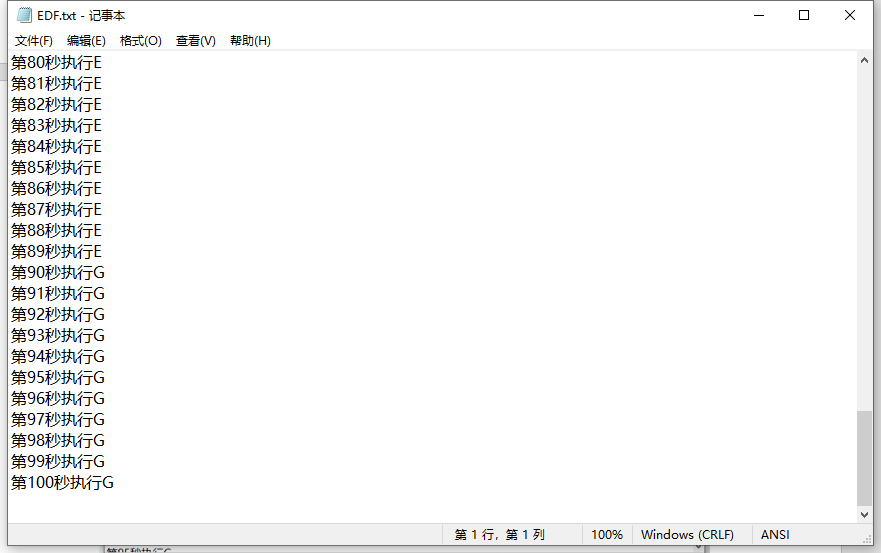 EDF.txt - 记事本
文件(F) 编辑(E) 格式(O) 查看(V) 帮助(H)
第80秒执行E
第81秒执行E
第82秒执行E
第83秒执行E
第84秒执行E
第85秒执行E
第86秒执行E
第87秒执行E
第88秒执行E
第89秒执行E
第90秒执行G
第91秒执行G
第92秒执行G
第93秒执行G
第94秒执行G
第95秒执行G
第96秒执行G
第97秒执行G
第98秒执行G
第99秒执行G
第100秒执行G
第 1 行，第 1 列 100% Windows (CRLF) ANSI
第95秒执行G